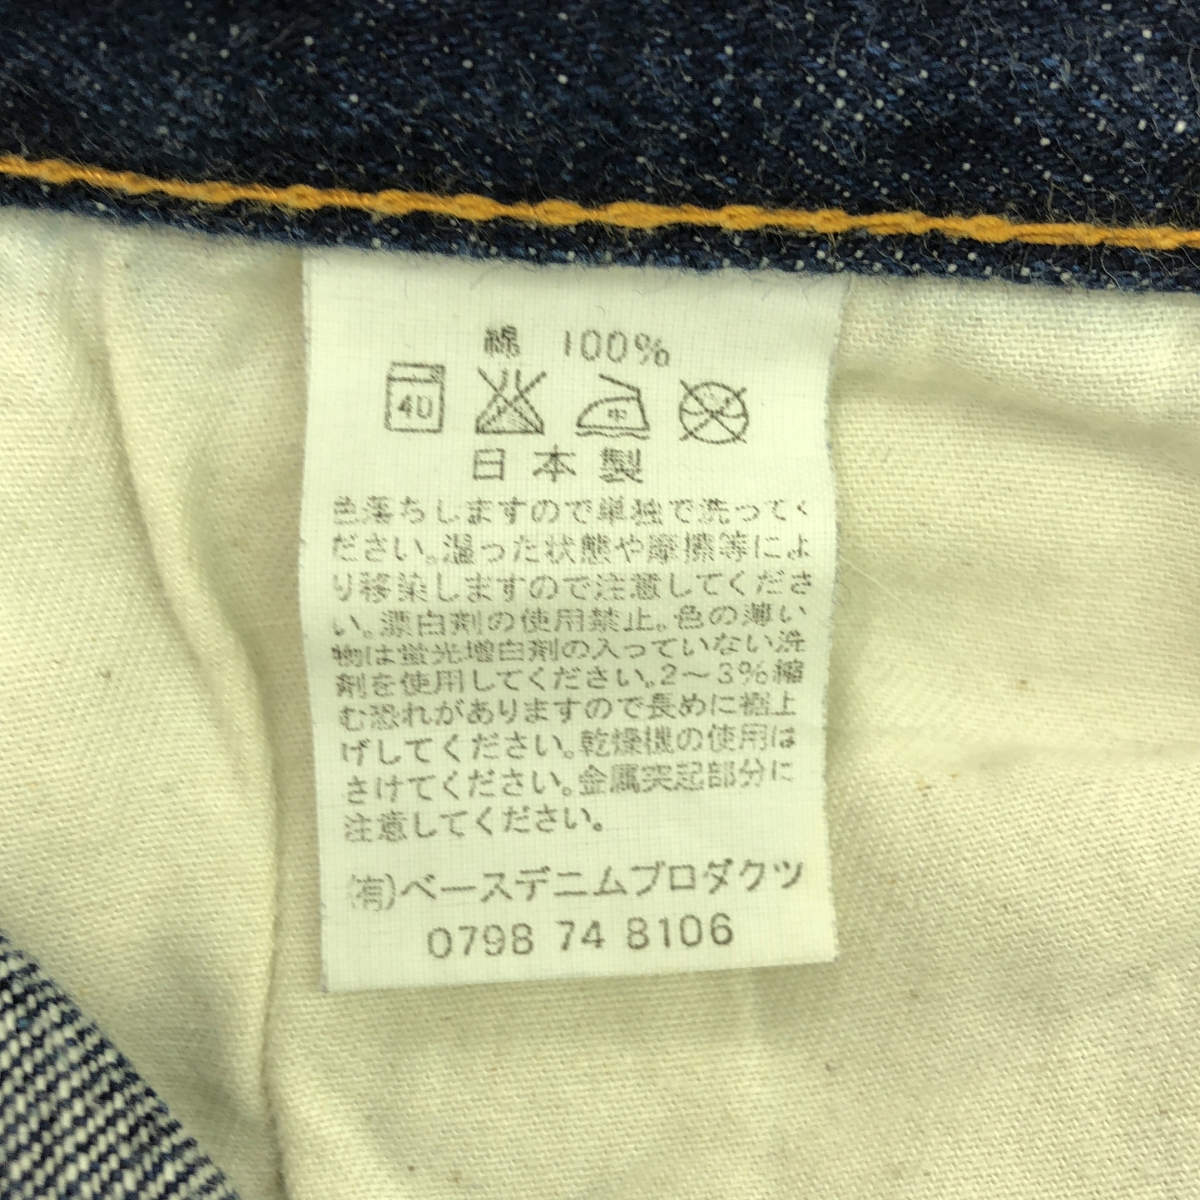 綿 100%
40 中
日本製
色落ちしますので単独で洗ってく
ださい。湿った状態や摩擦等によ
り移染しますので注意してくださ
い。漂白剤の使用禁止。色の薄い
物は蛍光増白剤の入っていない洗
剤を使用してください。2〜3%縮
む恐れがありますので長めに裾上
げしてください。乾燥機の使用は
さけてください。金属突起部分に
注意してください。
(有)ベースデニムプロダクツ
0798 74 8106